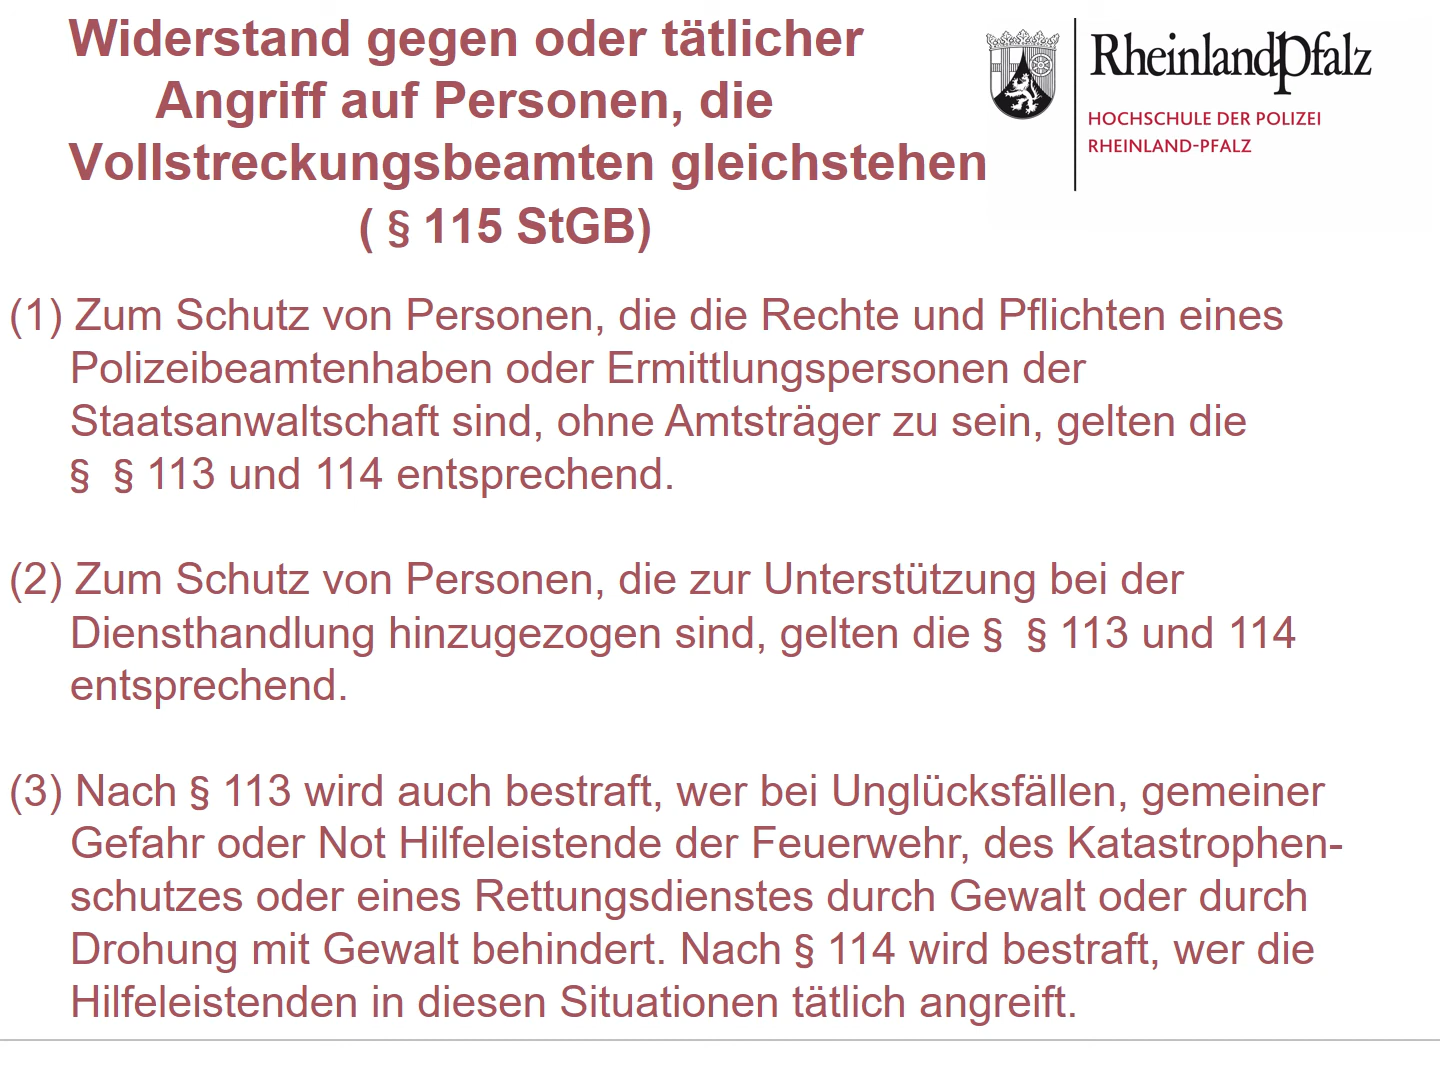 Widerstand gegen oder tätlicher
Angriff auf Personen, die
Vollstreckungsbeamten gleichstehen
( § 115 StGB)
RheinlandPfalz
HOCHSCHULE DER POLIZEI
RHEINLAND-PFALZ
(1) Zum Schutz von Personen, die die Rechte und Pflichten eines
Polizeibeamtenhaben oder Ermittlungspersonen der
Staatsanwaltschaft sind, ohne Amtsträger zu sein, gelten die
§ § 113 und 114 entsprechend.
(2) Zum Schutz von Personen, die zur Unterstützung bei der
Diensthandlung hinzugezogen sind, gelten die § § 113 und 114
entsprechend.
(3) Nach § 113 wird auch bestraft, wer bei Unglücksfällen, gemeiner
Gefahr oder Not Hilfeleistende der Feuerwehr, des Katastrophen-
schutzes oder eines Rettungsdienstes durch Gewalt oder durch
Drohung mit Gewalt behindert. Nach § 114 wird bestraft, wer die
Hilfeleistenden in diesen Situationen tätlich angreift.